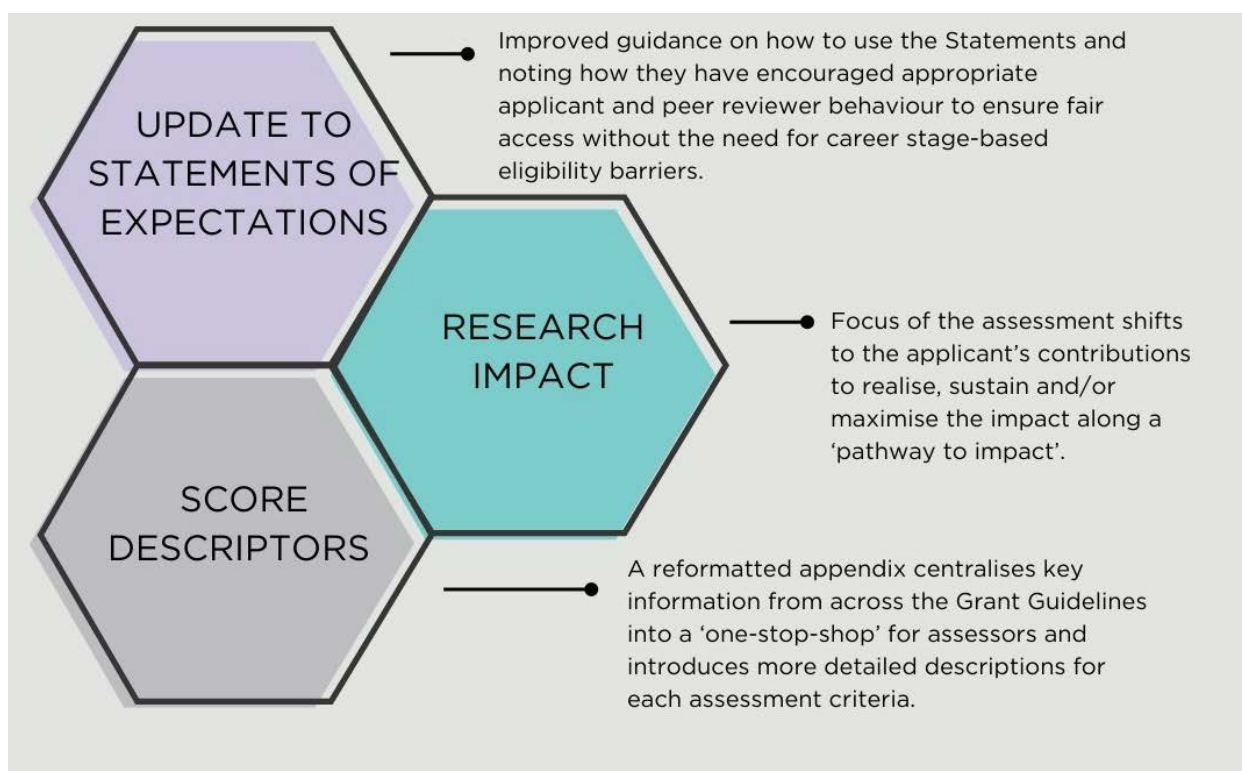 UPDATE TO
STATEMENTS OF
EXPECTATIONS
Improved guidance on how to use the Statements and
noting how they have encouraged appropriate
applicant and peer reviewer behaviour to ensure fair
access without the need for career stage-based
eligibility barriers.
RESEARCH
IMPACT
Focus of the assessment shifts
to the applicant’s contributions
to realise, sustain and/or
maximise the impact along a
‘pathway to impact’.
SCORE
DESCRIPTORS
A reformatted appendix centralises key
information from across the Grant Guidelines
into a ‘one-stop-shop’ for assessors and
introduces more detailed descriptions for
each assessment criteria.